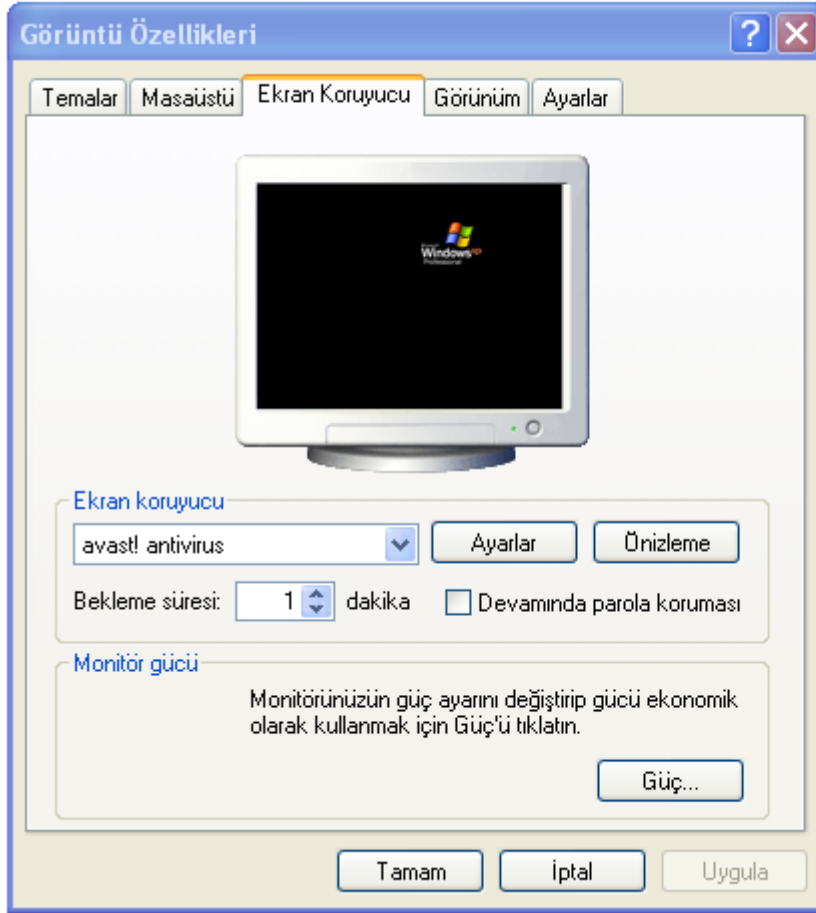 Görüntü Özellikleri
Temalar
Masaüstü
Ekran Koruyucu
Görünüm
Ayarlar
Windows xp
Professional
Ekran koruyucu
avast! antivirus
Ayarlar
Önizleme
Bekleme süresi: 1 dakika
Devamında parola koruması
Monitör gücü
Monitörünüzün güç ayarını değiştirip gücü ekonomik
olarak kullanmak için Güç'ü tıklatın.
Güç...
Tamam
İptal
Uygula